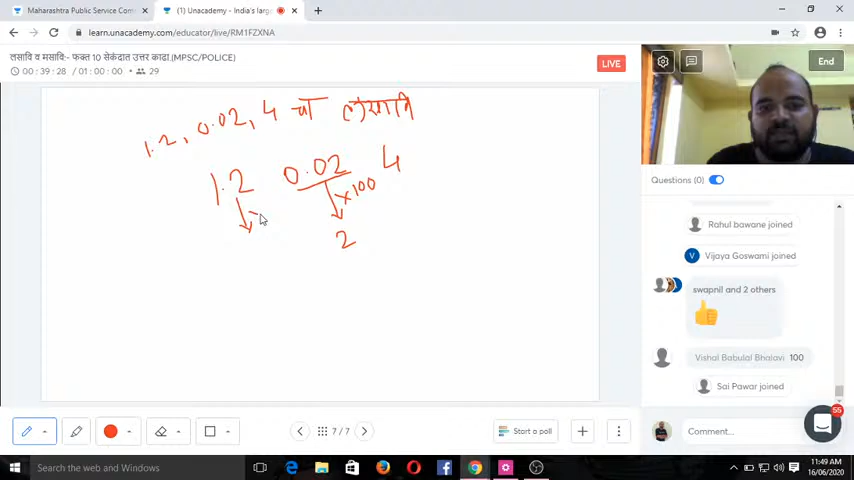 Maharashtra Public Service Com
(1) Unacademy - India's larg
learn.unacademy.com/educator/live/RM1FZXNA
लसावि व मसावि:- फक्त 10 सेकंदात उत्तर काढा.(MPSC/POLICE)
00 : 39 : 28 / 01 : 00 : 00
29
LIVE
End
1.2, 0.02, 4 चा लसावि
1.2 0.02 4
×100
2
Questions (0)
Rahul bawane joined
V Vijaya Goswami joined
swapnil and 2 others
Vishal Babulal Bhalavi 100
Sai Pawar joined
55
7 / 7
Start a poll
Comment...
Search the web and Windows
11:49 AM
16/06/2020